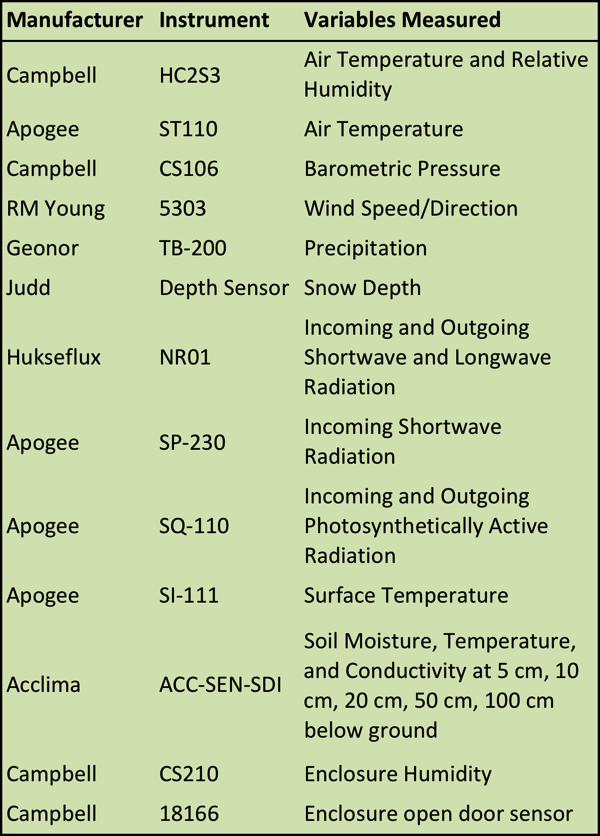 Manufacturer Instrument Variables Measured
Campbell HC2S3 Air Temperature and Relative
Humidity
Apogee ST110 Air Temperature
Campbell CS106 Barometric Pressure
RM Young 5303 Wind Speed/Direction
Geonor TB-200 Precipitation
Judd Depth Sensor Snow Depth
Hukseflux NR01 Incoming and Outgoing
Shortwave and Longwave
Radiation
Apogee SP-230 Incoming Shortwave
Radiation
Apogee SQ-110 Incoming and Outgoing
Photosynthetically Active
Radiation
Apogee SI-111 Surface Temperature
Acclima ACC-SEN-SDI Soil Moisture, Temperature,
and Conductivity at 5 cm, 10
cm, 20 cm, 50 cm, 100 cm
below ground
Campbell CS210 Enclosure Humidity
Campbell 18166 Enclosure open door sensor